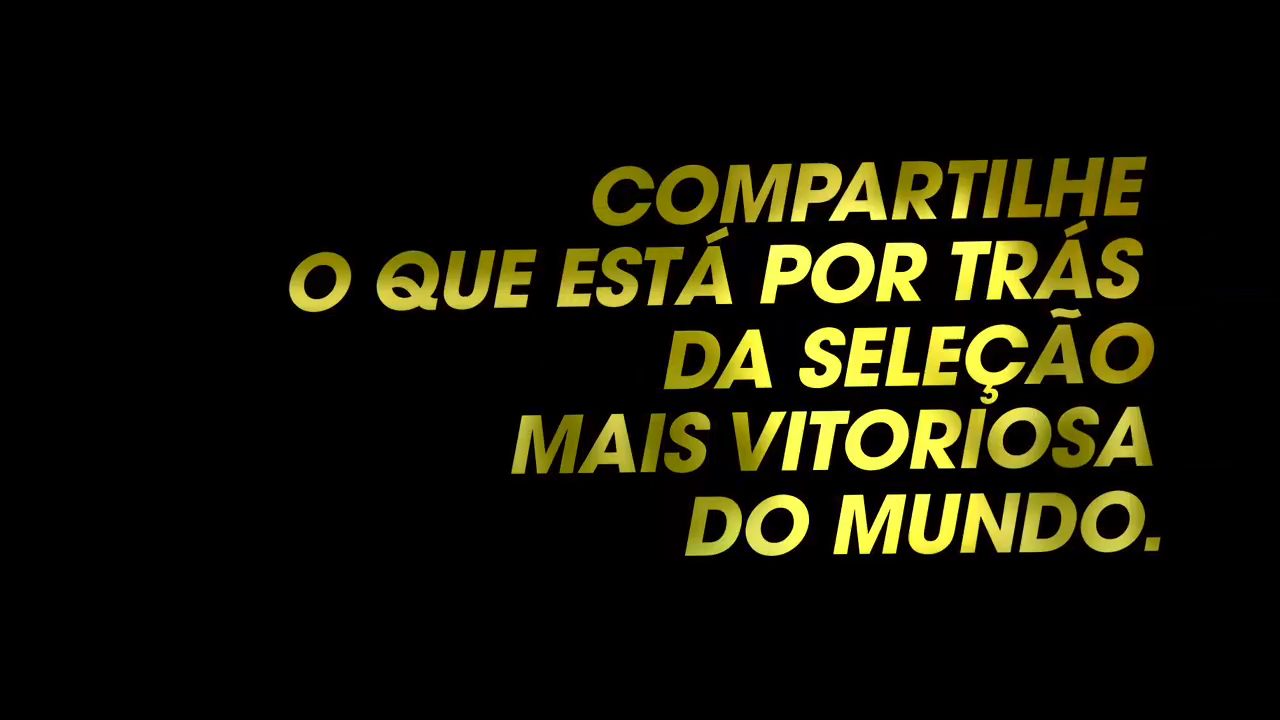 COMPARTILHE
O QUE ESTÁ POR TRÁS
DA SELEÇÃO
MAIS VITORIOSA
DO MUNDO.